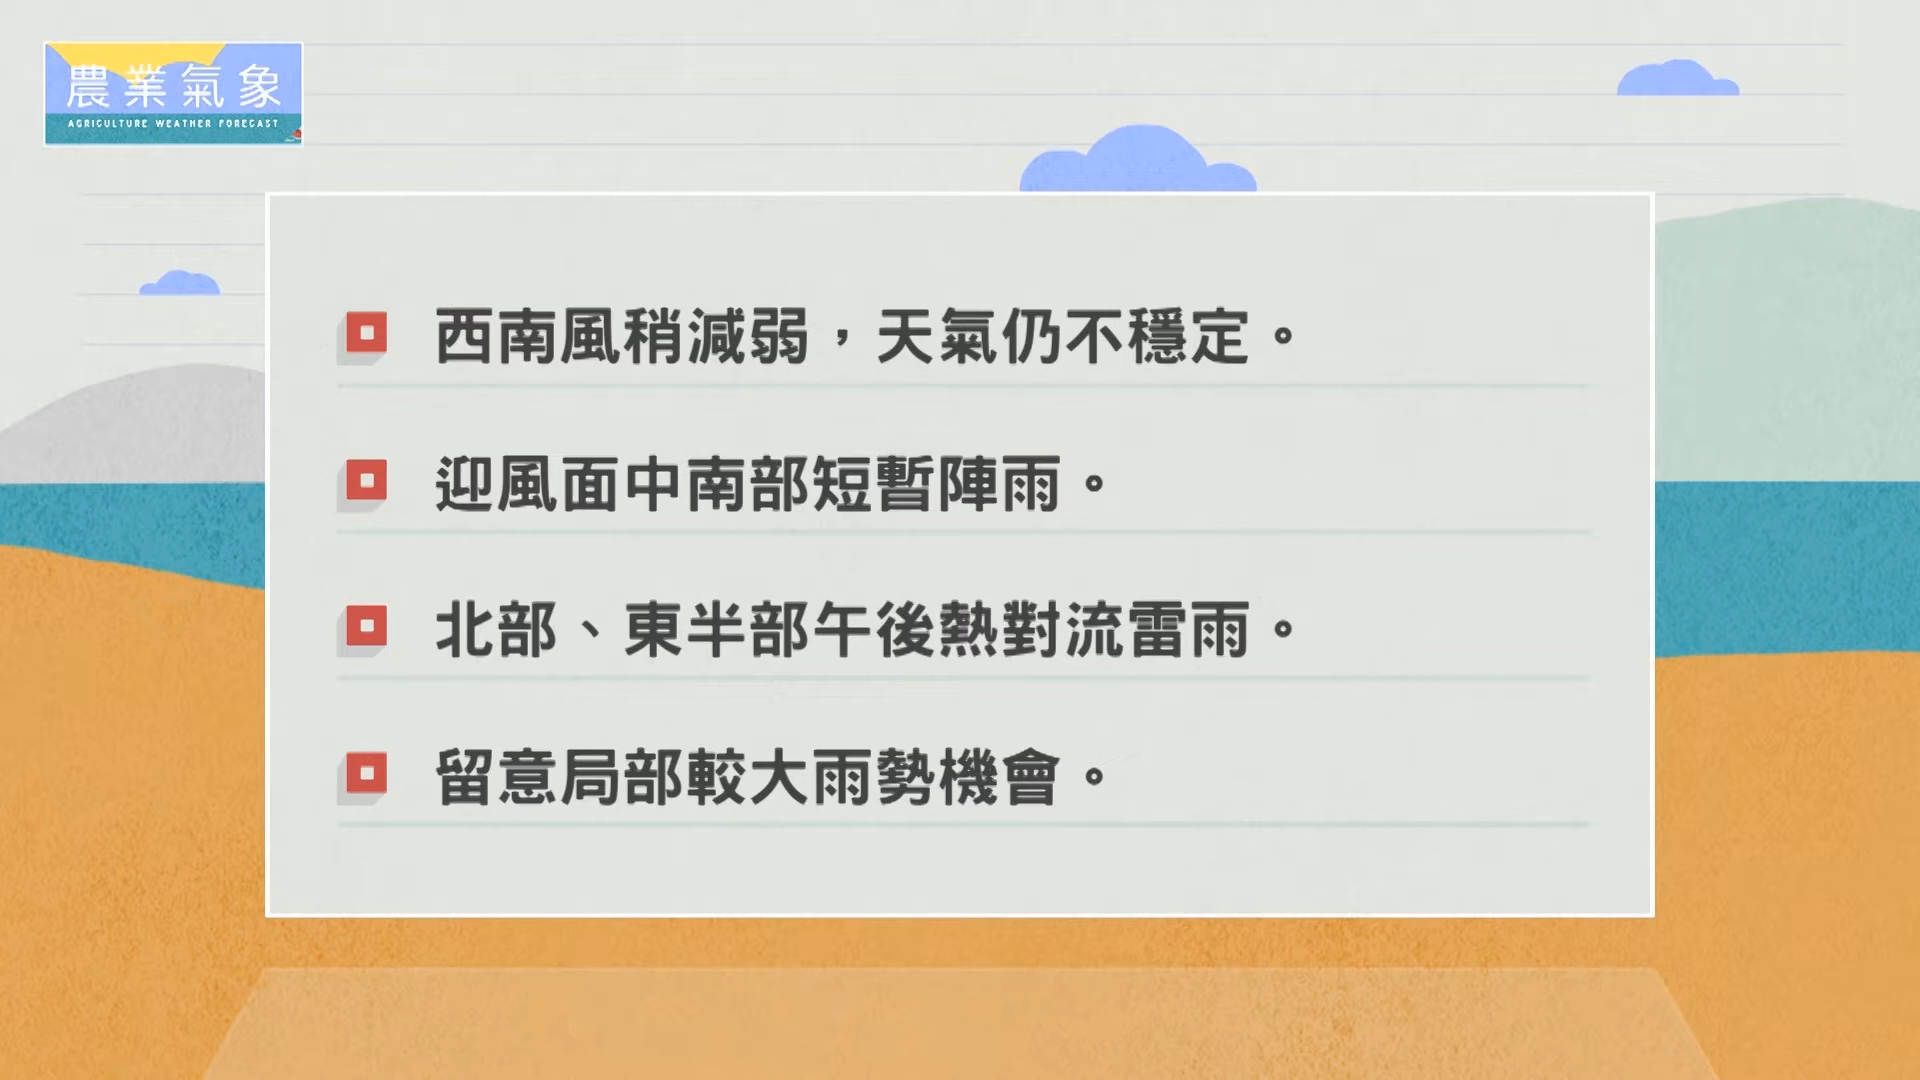 農業氣象
AGRICULTURE WEATHER FORECAST
西南風稍減弱，天氣仍不穩定。
迎風面中南部短暫陣雨。
北部、東半部午後熱對流雷雨。
留意局部較大雨勢機會。